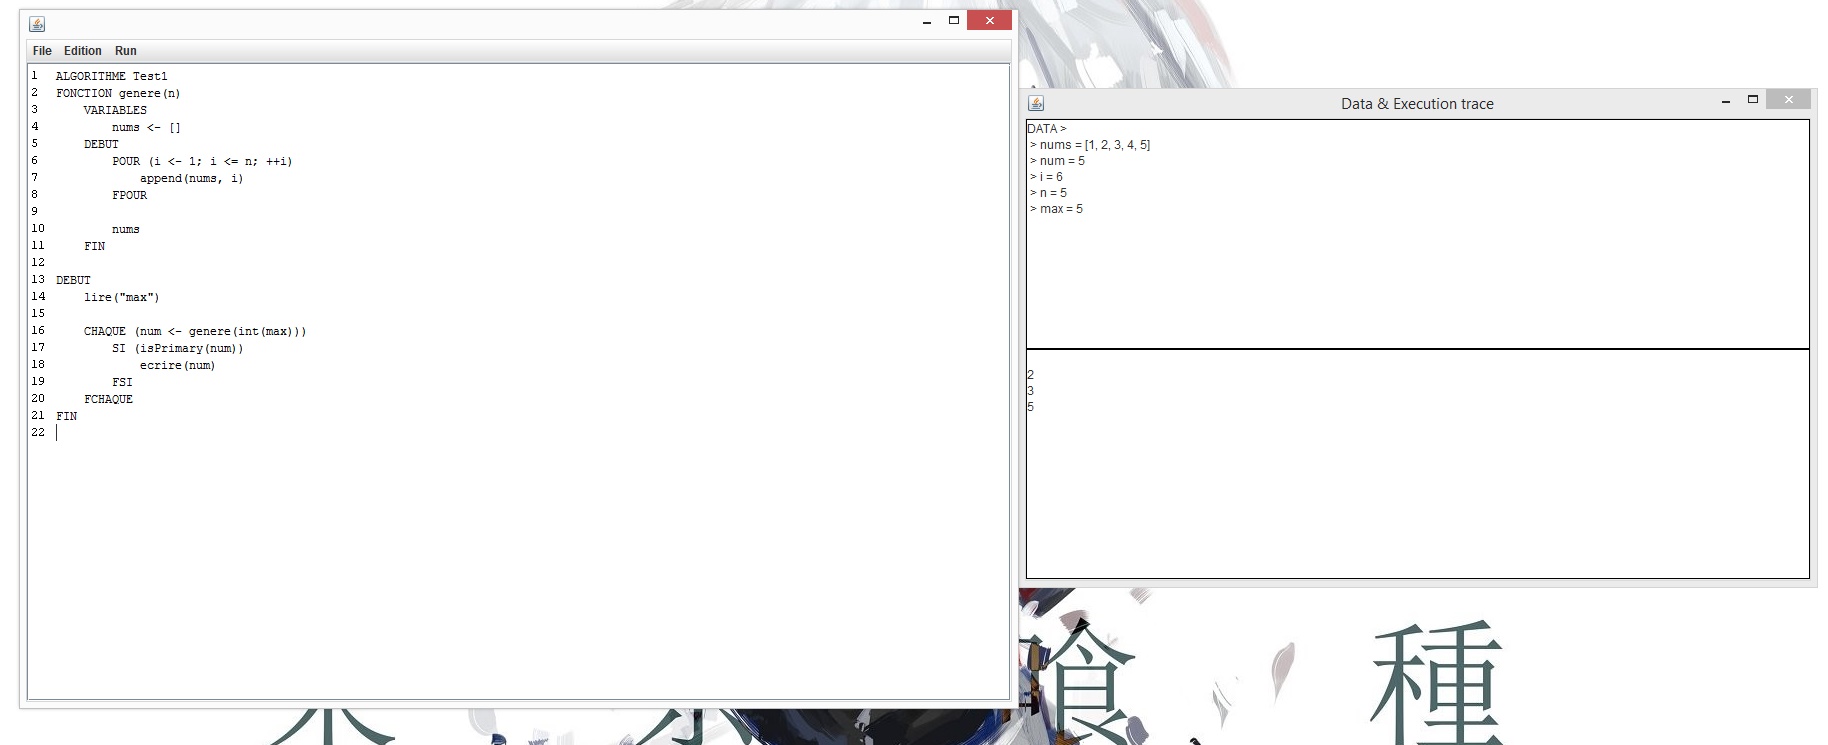 File Edition Run
1 ALGORITHME Test1
2 FONCTION genere(n)
3 VARIABLES
4 nums <- []
5 DEBUT
6 POUR (i <- 1; i <= n; ++i)
7 append(nums, i)
8 FPOUR
9
10 nums
11 FIN
12
13 DEBUT
14 lire("max")
15
16 CHAQUE (num <- genere(int(max)))
17 SI (isPrimary(num))
18 ecrire(num)
19 FSI
20 FCHAQUE
21 FIN
22
Data & Execution trace
DATA >
> nums = [1, 2, 3, 4, 5]
> num = 5
> i = 6
> n = 5
> max = 5
2
3
5
喰種